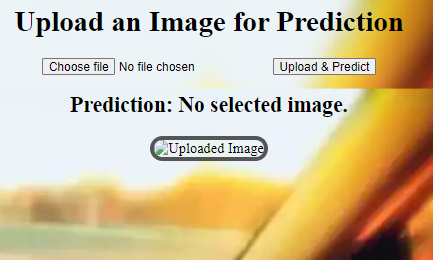 Upload an Image for Prediction
Choose file No file chosen Upload & Predict
Prediction: No selected image.
Uploaded Image